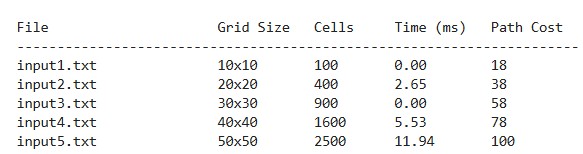 File Grid Size Cells Time (ms) Path Cost
----------------------------------------------------------------------
input1.txt 10x10 100 0.00 18
input2.txt 20x20 400 2.65 38
input3.txt 30x30 900 0.00 58
input4.txt 40x40 1600 5.53 78
input5.txt 50x50 2500 11.94 100